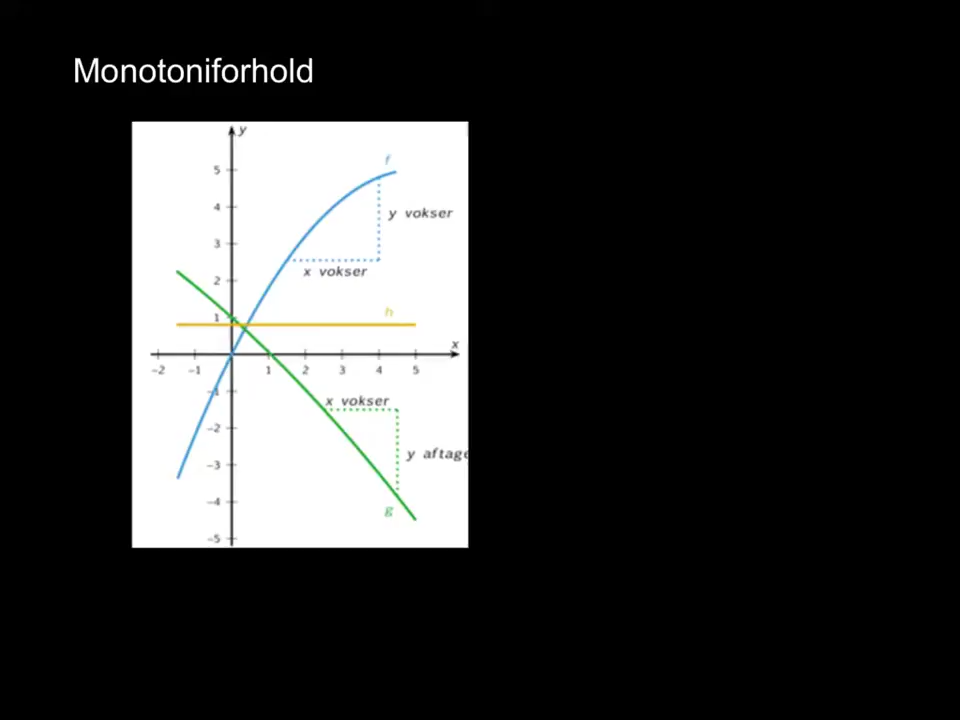 Monotoniforhold
y
f
5
4
y vokser
3
x vokser
2
h
1
x
-2 -1 1 2 3 4 5
-1
x vokser
-2
-3
y aftage
-4
g
-5